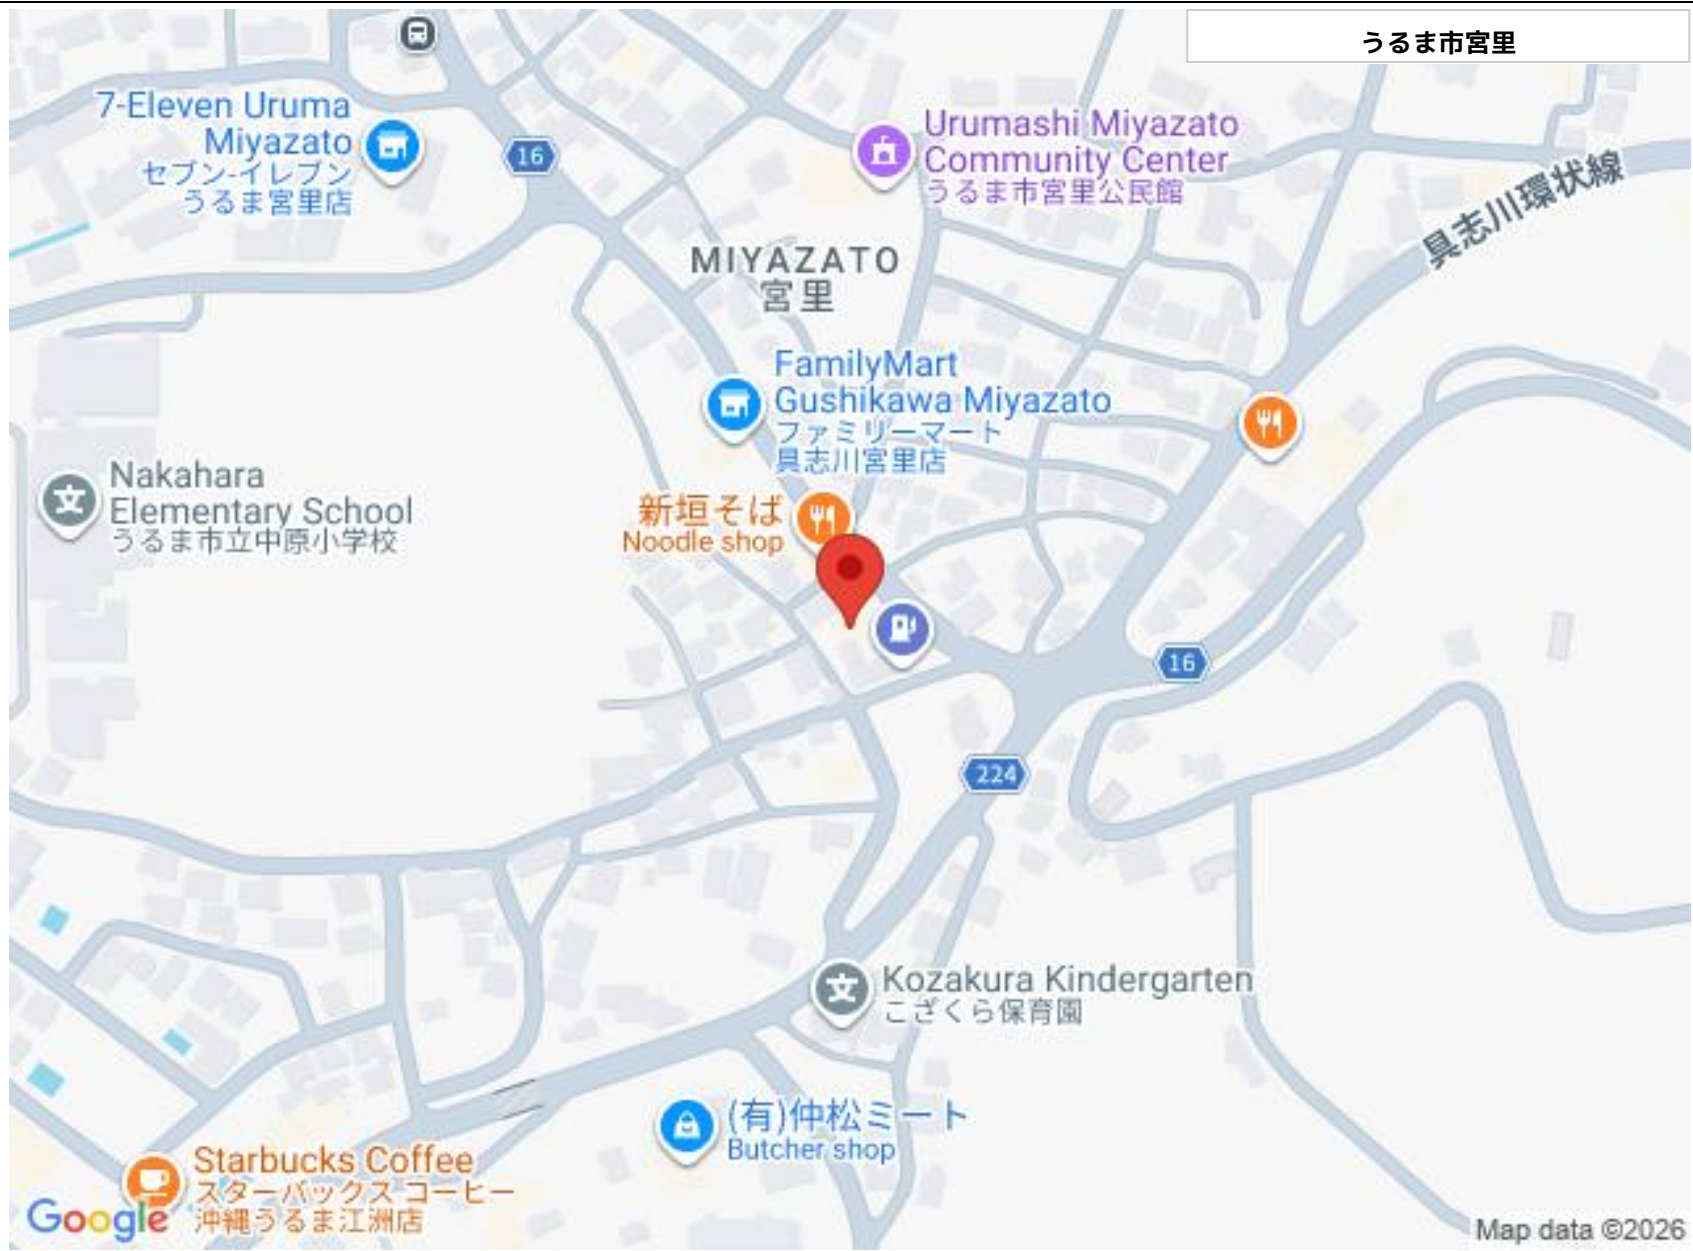 うるま市宮里
7-Eleven Uruma
Miyazato
セブン-イレブン
うるま宮里店
16
Urumashi Miyazato
Community Center
うるま市宮里公民館
具志川環状線
MIYAZATO
宮里
FamilyMart
Gushikawa Miyazato
ファミリーマート
具志川宮里店
Nakahara
Elementary School
うるま市立中原小学校
新垣そば
Noodle shop
16
224
Kozakura Kindergarten
こざくら保育園
(有)仲松ミート
Butcher shop
Starbucks Coffee
スターバックス コーヒー
沖縄うるま江洲店
Google
Map data ©2026